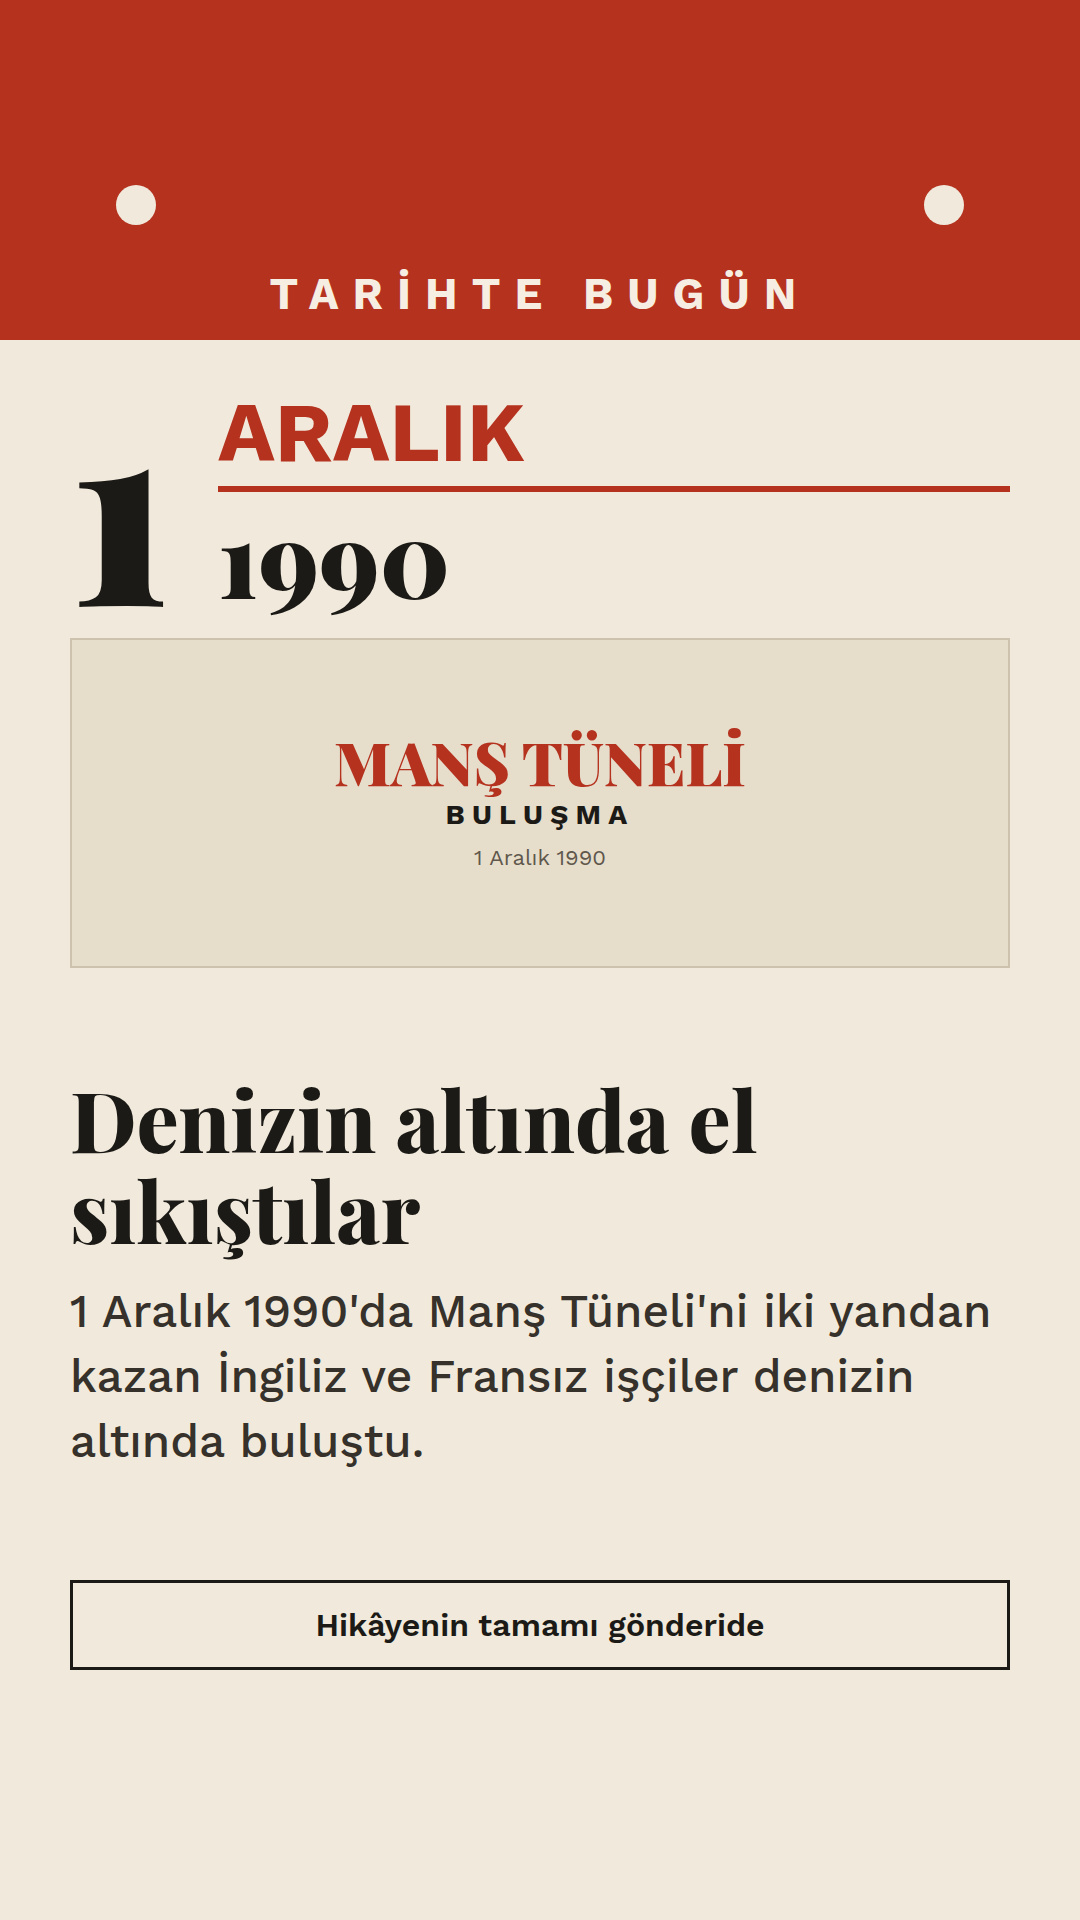 TARİHTE BUGÜN
1
ARALIK
1990
MANŞ TÜNELİ
BULUŞMA
1 Aralık 1990
Denizin altında el
sıkıştılar
1 Aralık 1990'da Manş Tüneli'ni iki yandan
kazan İngiliz ve Fransız işçiler denizin
altında buluştu.
Hikâyenin tamamı gönderide